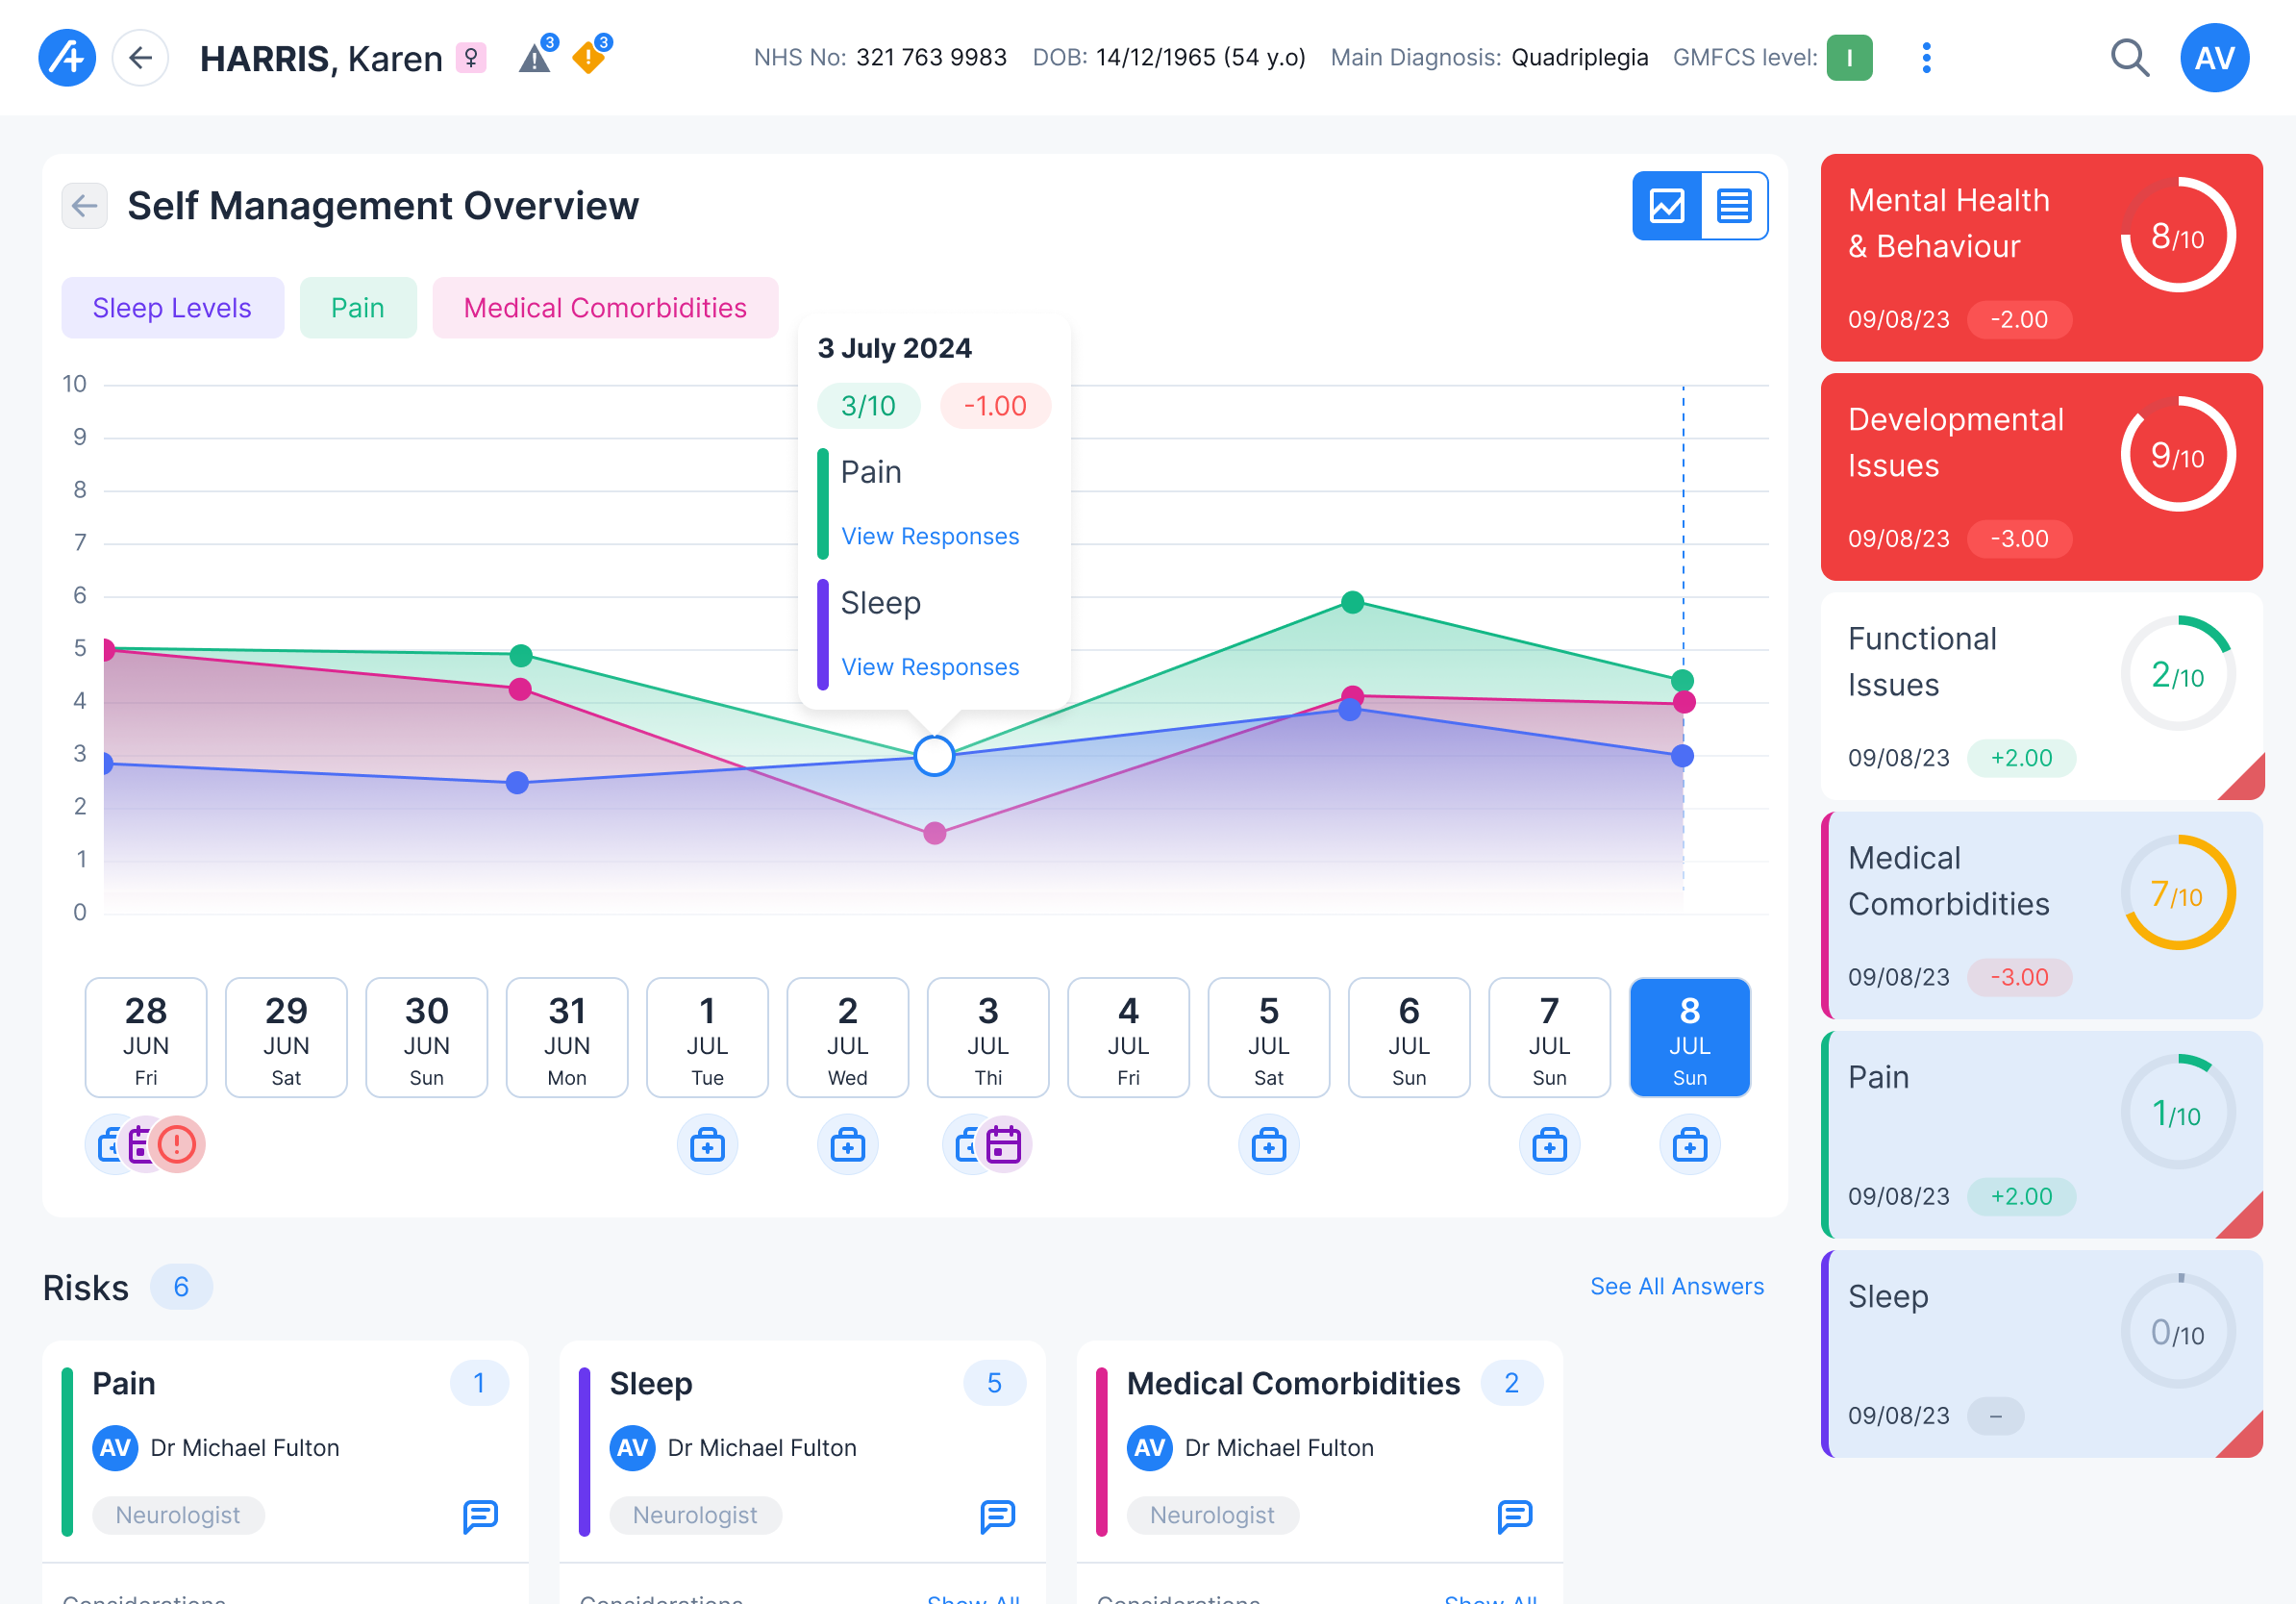 HARRIS, Karen
3
3
NHS No: 321 763 9983
DOB: 14/12/1965 (54 y.o)
Main Diagnosis: Quadriplegia
GMFCS level: I
AV
Self Management Overview
Sleep Levels
Pain
Medical Comorbidities
3 July 2024
3/10
-1.00
Pain
View Responses
Sleep
View Responses
10
9
8
7
6
5
4
3
2
1
0
28 JUN Fri
29 JUN Sat
30 JUN Sun
31 JUN Mon
1 JUL Tue
2 JUL Wed
3 JUL Thi
4 JUL Fri
5 JUL Sat
6 JUL Sun
7 JUL Sun
8 JUL Sun
Risks 6
See All Answers
Pain 1
AV Dr Michael Fulton
Neurologist
Considerations
Sleep 5
AV Dr Michael Fulton
Neurologist
Considerations
Show All
Medical Comorbidities 2
AV Dr Michael Fulton
Neurologist
Considerations
Show All
Mental Health
& Behaviour
8/10
09/08/23 -2.00
Developmental
Issues
9/10
09/08/23 -3.00
Functional
Issues
2/10
09/08/23 +2.00
Medical
Comorbidities
7/10
09/08/23 -3.00
Pain
1/10
09/08/23 +2.00
Sleep
0/10
09/08/23 –